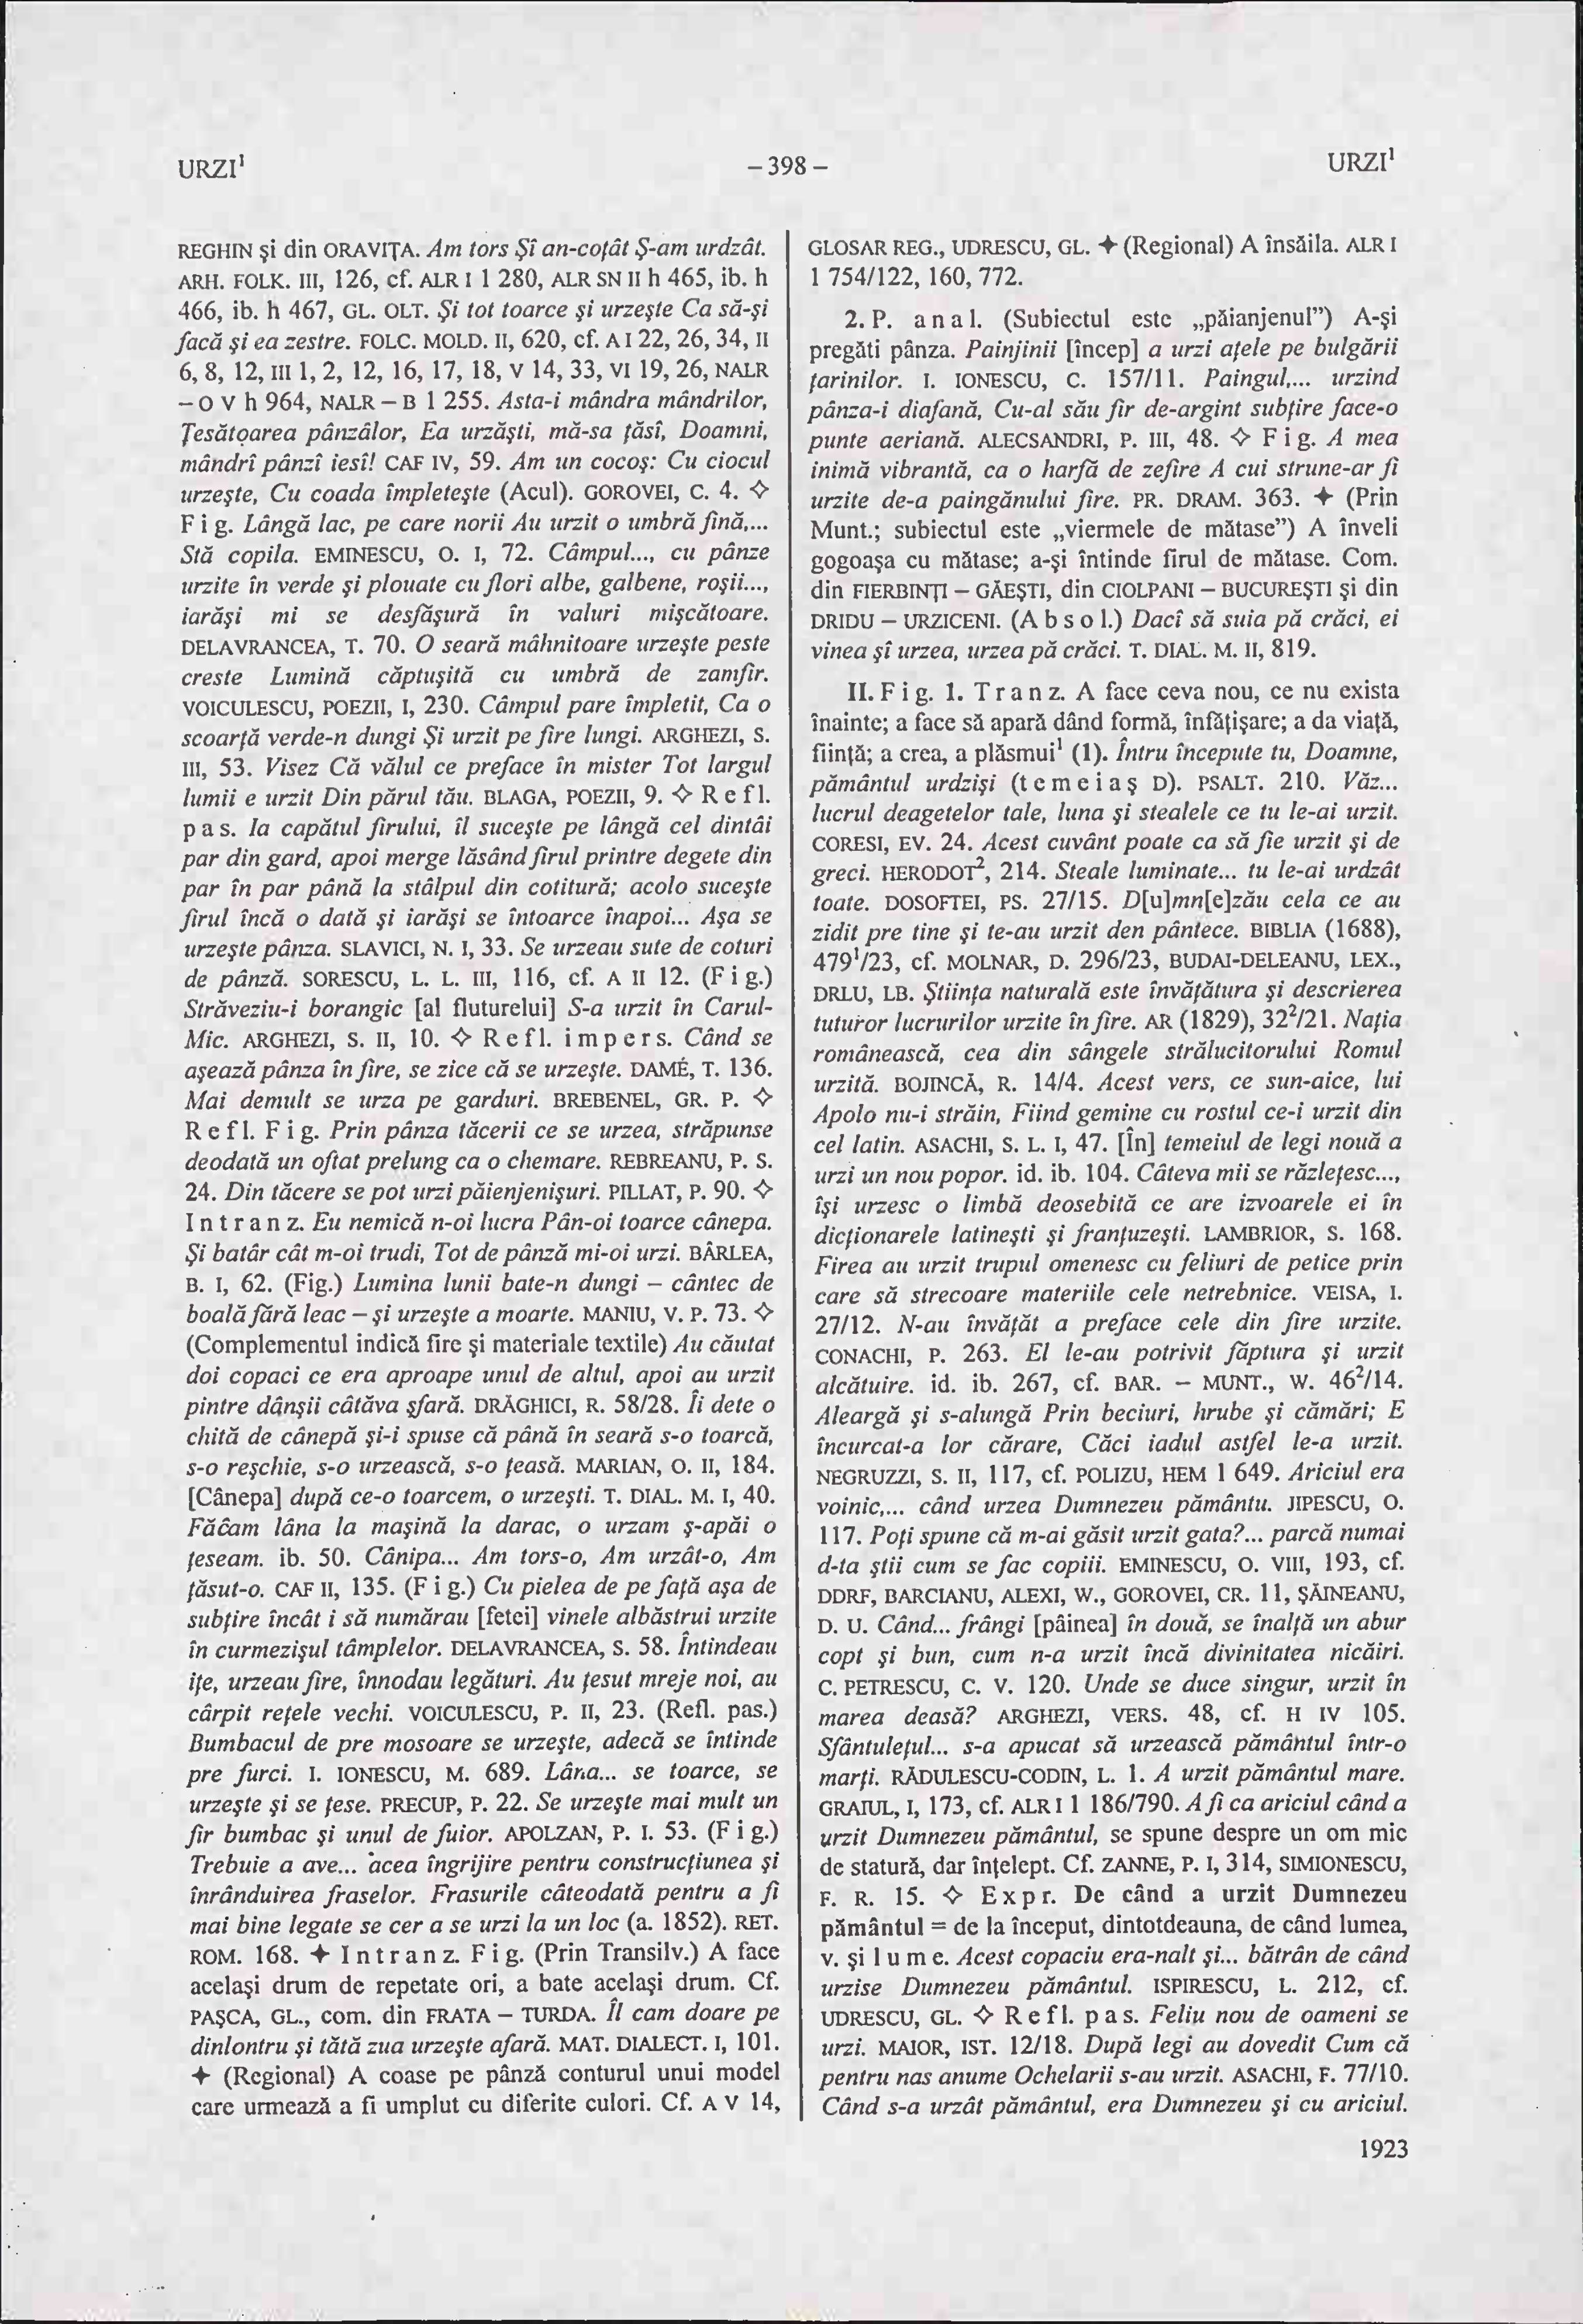 URZI¹
– 398 –
URZI¹
REGHIN şi din ORAVIŢA. Am tors Şî an-coţât Ş-am urdzât.
ARH. FOLK. III, 126, cf. ALR I 1 280, ALR SN II h 465, ib. h
466, ib. h 467, GL. OLT. Şi tot toarce şi urzeşte Ca să-şi
facă şi ea zestre. FOLC. MOLD. II, 620, cf. A I 22, 26, 34, II
6, 8, 12, III 1, 2, 12, 16, 17, 18, V 14, 33, VI 19, 26, NALR
– O V h 964, NALR – B 1 255. Asta-i mândra mândrilor,
Ţesătoarea pânzâlor, Ea urzăşti, mă-sa ţăsî, Doamni,
mândrî pânzî iesî! CAF IV, 59. Am un cocoş: Cu ciocul
urzeşte, Cu coada împleteşte (Acul). GOROVEI, C. 4. ◇
F i g. Lângă lac, pe care norii Au urzit o umbră fină,...
Stă copila. EMINESCU, O. I, 72. Câmpul..., cu pânze
urzite în verde şi plouate cu flori albe, galbene, roşii...,
iarăşi mi se desfăşură în valuri mişcătoare.
DELAVRANCEA, T. 70. O seară mâhnitoare urzeşte peste
creste Lumină căptuşită cu umbră de zamfir.
VOICULESCU, POEZII, I, 230. Câmpul pare împletit, Ca o
scoarţă verde-n dungi Şi urzit pe fire lungi. ARGHEZI, S.
III, 53. Visez Că vălul ce preface în mister Tot largul
lumii e urzit Din părul tău. BLAGA, POEZII, 9. ◇ R e f l.
p a s. Ia capătul firului, îl suceşte pe lângă cel dintâi
par din gard, apoi merge lăsând firul printre degete din
par în par până la stâlpul din cotitură; acolo suceşte
firul încă o dată şi iarăşi se întoarce înapoi... Aşa se
urzeşte pânza. SLAVICI, N. I, 33. Se urzeau sute de coturi
de pânză. SORESCU, L. L. III, 116, cf. A II 12. (F i g.)
Străveziu-i borangic [al fluturelui] S-a urzit în Carul-
Mic. ARGHEZI, S. II, 10. ◇ R e f l. i m p e r s. Când se
aşează pânza în fire, se zice că se urzeşte. DAMÉ, T. 136.
Mai demult se urza pe garduri. BREBENEL, GR. P. ◇
R e f l. F i g. Prin pânza tăcerii ce se urzea, străpunse
deodată un oftat prelung ca o chemare. REBREANU, P. S.
24. Din tăcere se pot urzi păienjenişuri. PILLAT, P. 90. ◇
I n t r a n z. Eu nemică n-oi lucra Pân-oi toarce cânepa.
Şi batâr cât m-oi trudi, Tot de pânză mi-oi urzi. BÂRLEA,
B. I, 62. (Fig.) Lumina lunii bate-n dungi – cântec de
boală fără leac – şi urzeşte a moarte. MANIU, V. P. 73. ◇
(Complementul indică fire şi materiale textile) Au căutat
doi copaci ce era aproape unul de altul, apoi au urzit
pintre dânşii câtăva şfară. DRĂGHICI, R. 58/28. Îi dete o
chită de cânepă şi-i spuse că până în seară s-o toarcă,
s-o reşchie, s-o urzească, s-o ţeasă. MARIAN, O. II, 184.
[Cânepa] după ce-o toarcem, o urzeşti. T. DIAL. M. I, 40.
Făcam lâna la maşină la darac, o urzam ş-apăi o
ţeseam. ib. 50. Cânipa... Am tors-o, Am urzât-o, Am
ţăsut-o. CAF II, 135. (F i g.) Cu pielea de pe faţă aşa de
subţire încât i să numărau [fetei] vinele albăstrui urzite
în curmezişul tâmplelor. DELAVRANCEA, S. 58. Întindeau
iţe, urzeau fire, înnodau legături. Au ţesut mreje noi, au
cârpit reţele vechi. VOICULESCU, P. II, 23. (Refl. pas.)
Bumbacul de pre mosoare se urzeşte, adecă se întinde
pre furci. I. IONESCU, M. 689. Lâna... se toarce, se
urzeşte şi se ţese. PRECUP, P. 22. Se urzeşte mai mult un
fir bumbac şi unul de fuior. APOLZAN, P. I. 53. (F i g.)
Trebuie a ave... acea îngrijire pentru construcţiunea şi
înrânduirea fraselor. Frasurile câteodată pentru a fi
mai bine legate se cer a se urzi la un loc (a. 1852). RET.
ROM. 168. ✦ I n t r a n z. F i g. (Prin Transilv.) A face
acelaşi drum de repetate ori, a bate acelaşi drum. Cf.
PAŞCA, GL., com. din FRATA – TURDA. Îl cam doare pe
dinlontru şi tătă zua urzeşte afară. MAT. DIALECT. I, 101.
✦ (Regional) A coase pe pânză conturul unui model
care urmează a fi umplut cu diferite culori. Cf. A V 14,
GLOSAR REG., UDRESCU, GL. ✦ (Regional) A însăila. ALR I
1 754/122, 160, 772.
2. P. a n a l. (Subiectul este „păianjenul”) A-şi
pregăti pânza. Painjinii [încep] a urzi aţele pe bulgării
ţarinilor. I. IONESCU, C. 157/11. Paingul,... urzind
pânza-i diafană, Cu-al său fir de-argint subţire face-o
punte aeriană. ALECSANDRI, P. III, 48. ◇ F i g. A mea
inimă vibrantă, ca o harfă de zefire A cui strune-ar fi
urzite de-a paingănului fire. PR. DRAM. 363. ✦ (Prin
Munt.; subiectul este „viermele de mătase”) A înveli
gogoaşa cu mătase; a-şi întinde firul de mătase. Com.
din FIERBINŢI – GĂEŞTI, din CIOLPANI – BUCUREŞTI şi din
DRIDU – URZICENI. (A b s o l.) Dacî să suia pă crăci, ei
vinea şî urzea, urzea pă crăci. T. DIAL. M. II, 819.
II. F i g. 1. T r a n z. A face ceva nou, ce nu exista
înainte; a face să apară dând formă, înfăţişare; a da viaţă,
fiinţă; a crea, a plăsmui¹ (1). Întru începute tu, Doamne,
pământul urdzişi (t e m e i a ş D). PSALT. 210. Văz...
lucrul deagetelor tale, luna şi stealele ce tu le-ai urzit.
CORESI, EV. 24. Acest cuvânt poate ca să fie urzit şi de
greci. HERODOT², 214. Steale luminate... tu le-ai urdzât
toate. DOSOFTEI, PS. 27/15. D[u]mn[e]zău cela ce au
zidit pre tine şi te-au urzit den pântece. BIBLIA (1688),
479¹/23, cf. MOLNAR, D. 296/23, BUDAI-DELEANU, LEX.,
DRLU, LB. Ştiinţa naturală este învăţătura şi descrierea
tuturor lucrurilor urzite în fire. AR (1829), 32²/21. Naţia
românească, cea din sângele strălucitorului Romul
urzită. BOJINCĂ, R. 14/4. Acest vers, ce sun-aice, lui
Apolo nu-i străin, Fiind gemine cu rostul ce-i urzit din
cel latin. ASACHI, S. L. I, 47. [În] temeiul de legi nouă a
urzi un nou popor. id. ib. 104. Câteva mii se răzleţesc...,
îşi urzesc o limbă deosebită ce are izvoarele ei în
dicţionarele latineşti şi franţuzeşti. LAMBRIOR, S. 168.
Firea au urzit trupul omenesc cu feliuri de petice prin
care să strecoare materiile cele netrebnice. VEISA, I.
27/12. N-au învăţăt a preface cele din fire urzite.
CONACHI, P. 263. El le-au potrivit făptura şi urzit
alcătuire. id. ib. 267, cf. BAR. – MUNT., W. 46²/14.
Aleargă şi s-alungă Prin beciuri, hrube şi cămări; E
încurcat-a lor cărare, Căci iadul astfel le-a urzit.
NEGRUZZI, S. II, 117, cf. POLIZU, HEM 1 649. Ariciul era
voinic,... când urzea Dumnezeu pământu. JIPESCU, O.
117. Poţi spune că m-ai găsit urzit gata?... parcă numai
d-ta ştii cum se fac copiii. EMINESCU, O. VIII, 193, cf.
DDRF, BARCIANU, ALEXI, W., GOROVEI, CR. 11, ŞĂINEANU,
D. U. Când... frângi [pâinea] în două, se înalţă un abur
copt şi bun, cum n-a urzit încă divinitatea nicăiri.
C. PETRESCU, C. V. 120. Unde se duce singur, urzit în
marea deasă? ARGHEZI, VERS. 48, cf. H IV 105.
Sfântuleţul... s-a apucat să urzească pământul într-o
marţi. RĂDULESCU-CODIN, L. 1. A urzit pământul mare.
GRAIUL, I, 173, cf. ALR I 1 186/790. A fi ca ariciul când a
urzit Dumnezeu pământul, se spune despre un om mic
de statură, dar înţelept. Cf. ZANNE, P. I, 314, SIMIONESCU,
F. R. 15. ◇ E x p r. De când a urzit Dumnezeu
pământul = de la început, dintotdeauna, de când lumea,
v. şi l u m e. Acest copaciu era-nalt şi... bătrân de când
urzise Dumnezeu pământul. ISPIRESCU, L. 212, cf.
UDRESCU, GL. ◇ R e f l. p a s. Feliu nou de oameni se
urzi. MAIOR, IST. 12/18. După legi au dovedit Cum că
pentru nas anume Ochelarii s-au urzit. ASACHI, F. 77/10.
Când s-a urzât pământul, era Dumnezeu şi cu ariciul.
1923